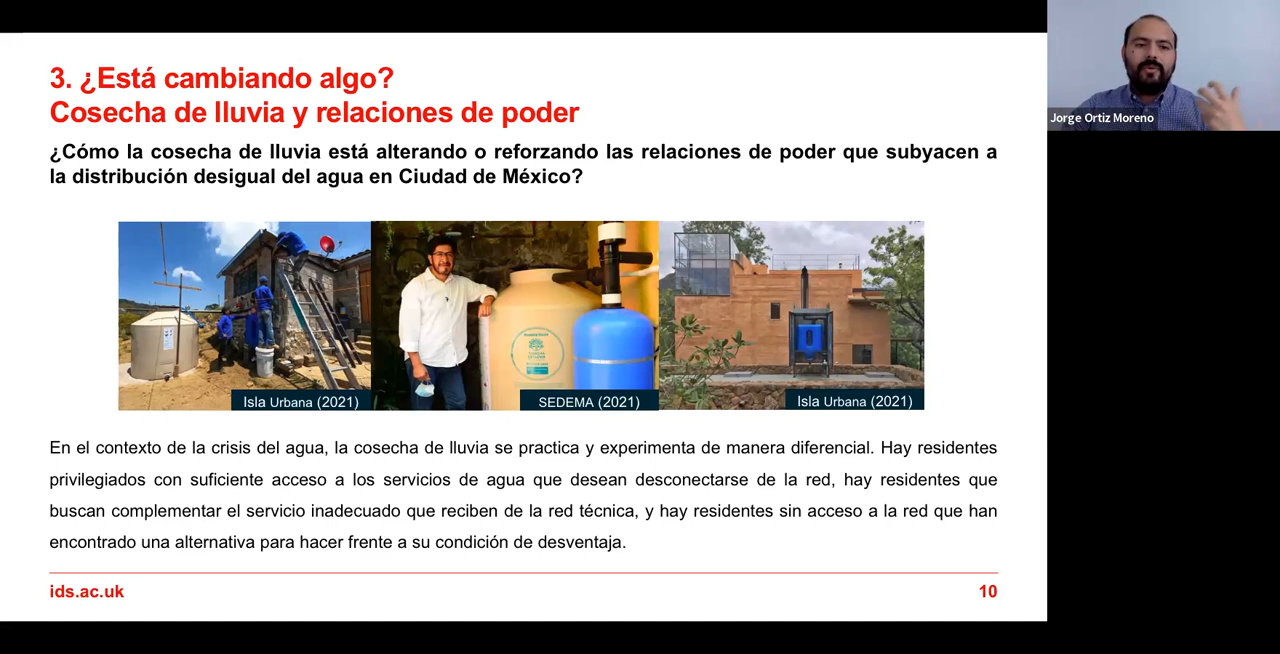 3. ¿Está cambiando algo?
Cosecha de lluvia y relaciones de poder
¿Cómo la cosecha de lluvia está alterando o reforzando las relaciones de poder que subyacen a
la distribución desigual del agua en Ciudad de México?
Isla Urbana (2021)
SEDEMA (2021)
Isla Urbana (2021)
En el contexto de la crisis del agua, la cosecha de lluvia se practica y experimenta de manera diferencial. Hay residentes
privilegiados con suficiente acceso a los servicios de agua que desean desconectarse de la red, hay residentes que
buscan complementar el servicio inadecuado que reciben de la red técnica, y hay residentes sin acceso a la red que han
encontrado una alternativa para hacer frente a su condición de desventaja.
ids.ac.uk
10
Jorge Ortiz Moreno